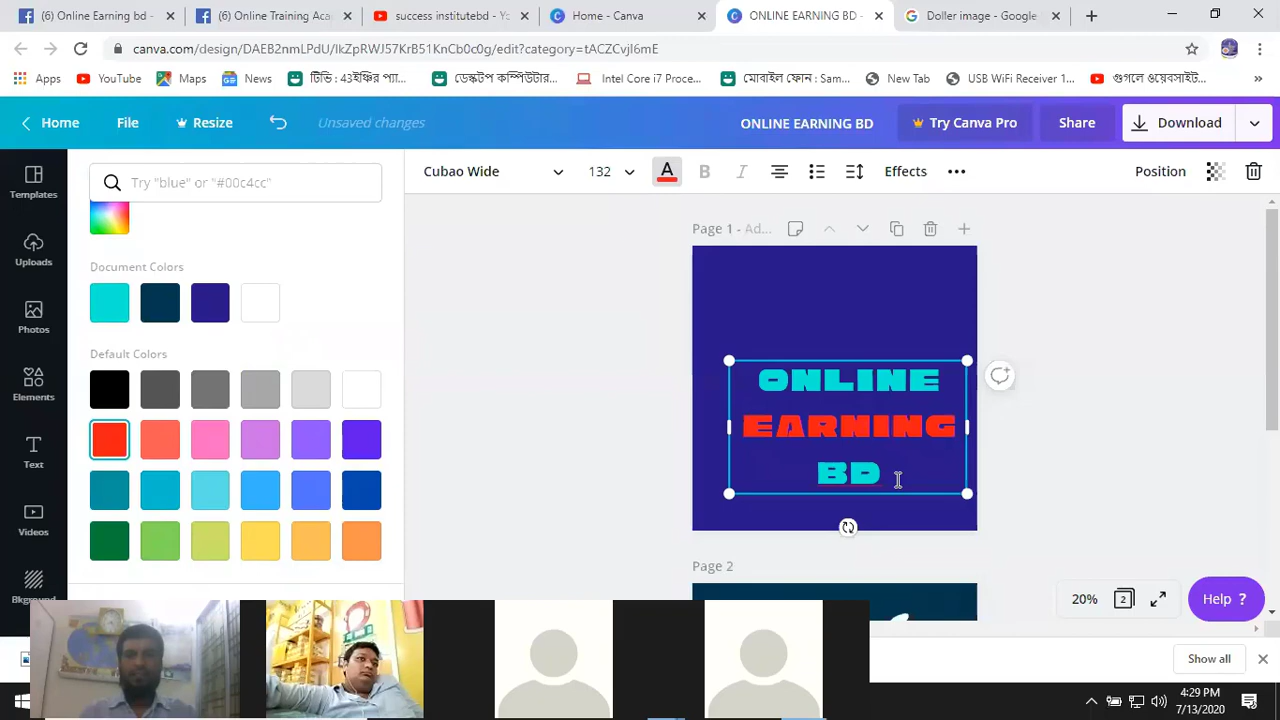 (6) Online Earning bd -
(6) Online Training Aca
success institutebd - Yo
Home - Canva
ONLINE EARNING BD -
Doller image - Google
canva.com/design/DAEB2nmLPdU/IkZpRWJ57KrB51KnCb0c0g/edit?category=tACZCvjI6mE
Apps
YouTube
Maps
News
টিভি : 43ইঞ্চির প্যা...
ডেস্কটপ কম্পিউটার...
Intel Core i7 Proce...
মোবাইল ফোন : Sam...
New Tab
USB WiFi Receiver 1...
গুগলে ওয়েবসাইট...
Home
File
Resize
Unsaved changes
ONLINE EARNING BD
Try Canva Pro
Share
Download
Templates
Uploads
Photos
Elements
Text
Videos
Bkground
Try "blue" or "#00c4cc"
Document Colors
Default Colors
Cubao Wide
132
A
B
I
Effects
Position
Page 1 - Ad...
ONLINE
EARNING
BD
Page 2
20%
2
Help ?
Show all
4:29 PM
7/13/2020